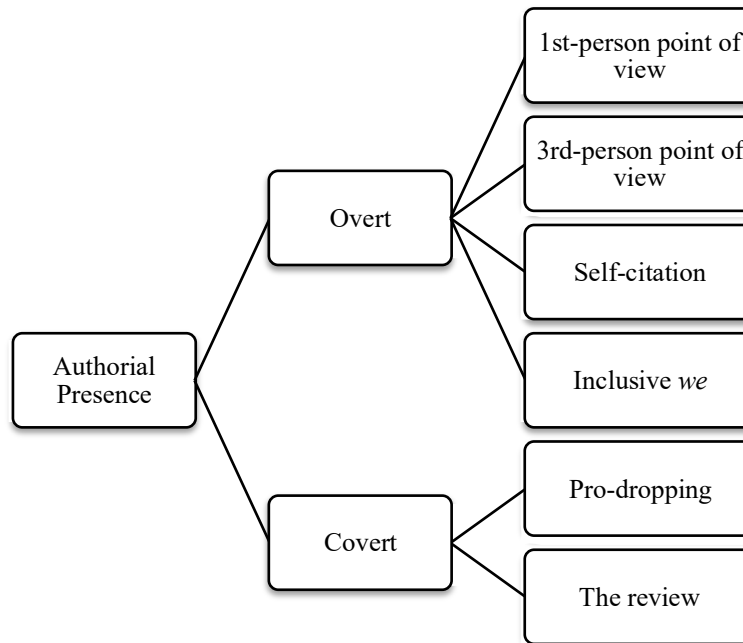 1st-person point of
view
3rd-person point of
view
Overt
Self-citation
Authorial
Presence
Inclusive we
Pro-dropping
Covert
The review